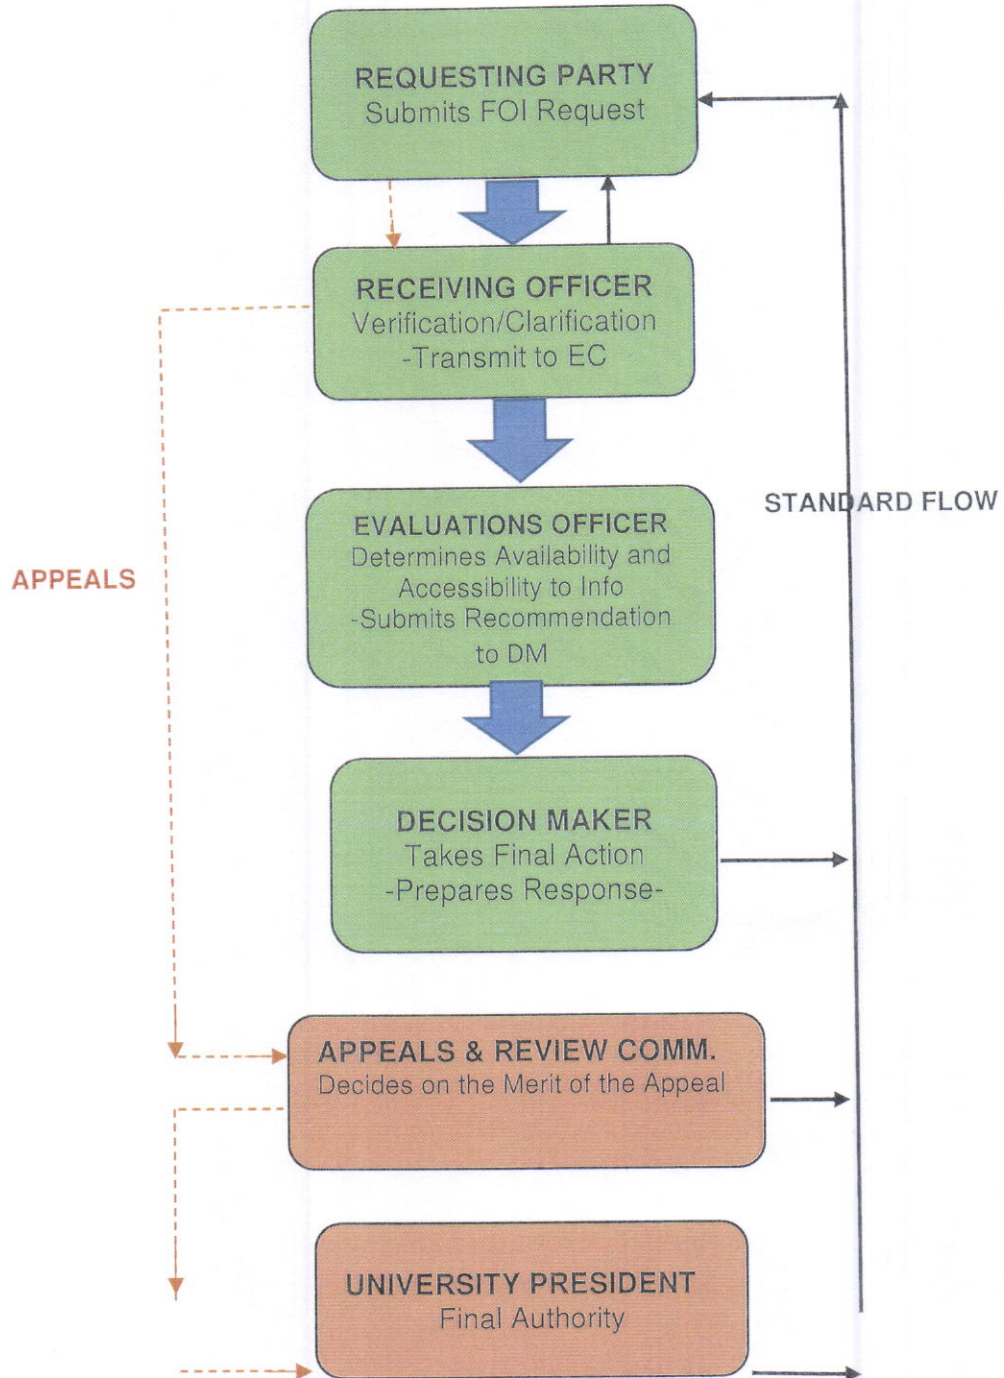 REQUESTING PARTY
Submits FOI Request
RECEIVING OFFICER
Verification/Clarification
-Transmit to EC
STANDARD FLOW
EVALUATIONS OFFICER
Determines Availability and
Accessibility to Info
-Submits Recommendation
to DM
APPEALS
DECISION MAKER
Takes Final Action
-Prepares Response-
APPEALS & REVIEW COMM.
Decides on the Merit of the Appeal
UNIVERSITY PRESIDENT
Final Authority